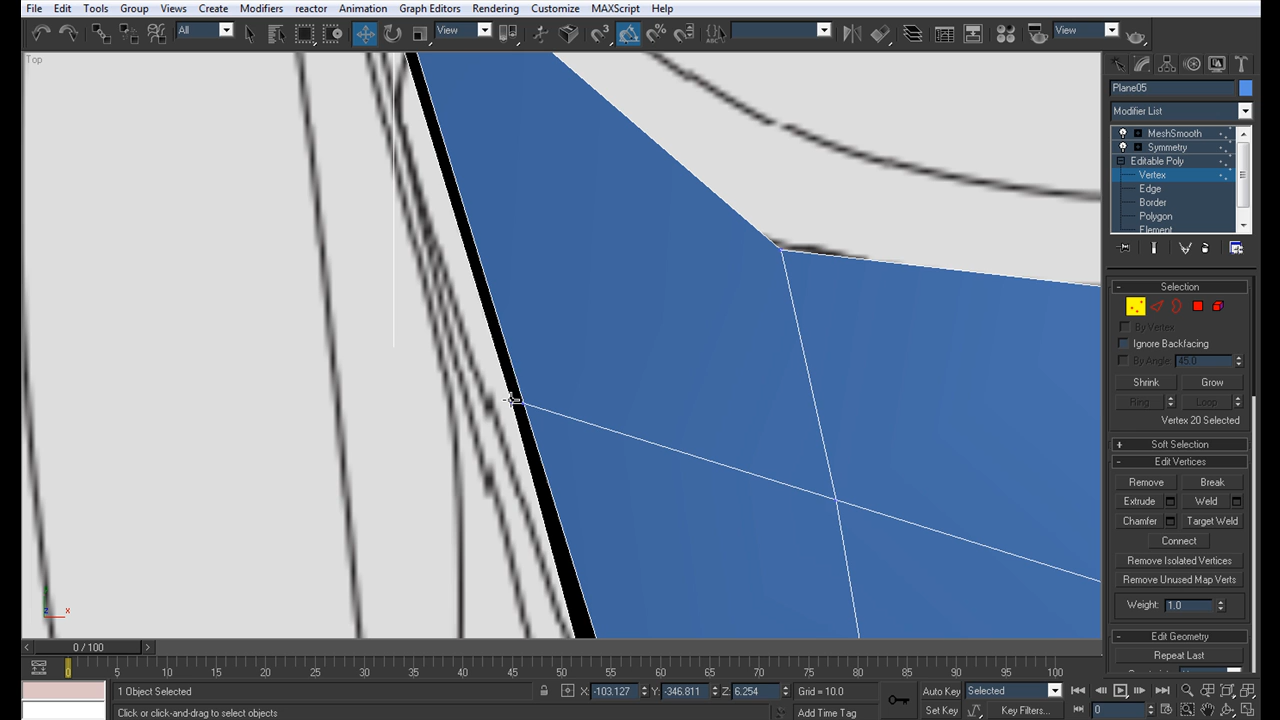 File Edit Tools Group Views Create Modifiers reactor Animation Graph Editors Rendering Customize MAXScript Help
All View View
Top
Plane05
Modifier List
MeshSmooth
Symmetry
Editable Poly
Vertex
Edge
Border
Polygon
Element
- Selection
By Vertex
Ignore Backfacing
By Angle 45.0
Shrink Grow
Ring Loop
Vertex 20 Selected
+ Soft Selection
- Edit Vertices
Remove Break
Extrude Weld
Chamfer Target Weld
Connect
Remove Isolated Vertices
Remove Unused Map Verts
Weight: 1.0
- Edit Geometry
Repeat Last
z x
< 0 / 100 >
0 5 10 15 20 25 30 35 40 45 50 55 60 65 70 75 80 85 90 95 100
1 Object Selected X: -103.127 Y: -346.811 Z: 6.254 Grid = 10.0 Auto Key Selected
Click or click-and-drag to select objects Add Time Tag Set Key Key Filters... 0